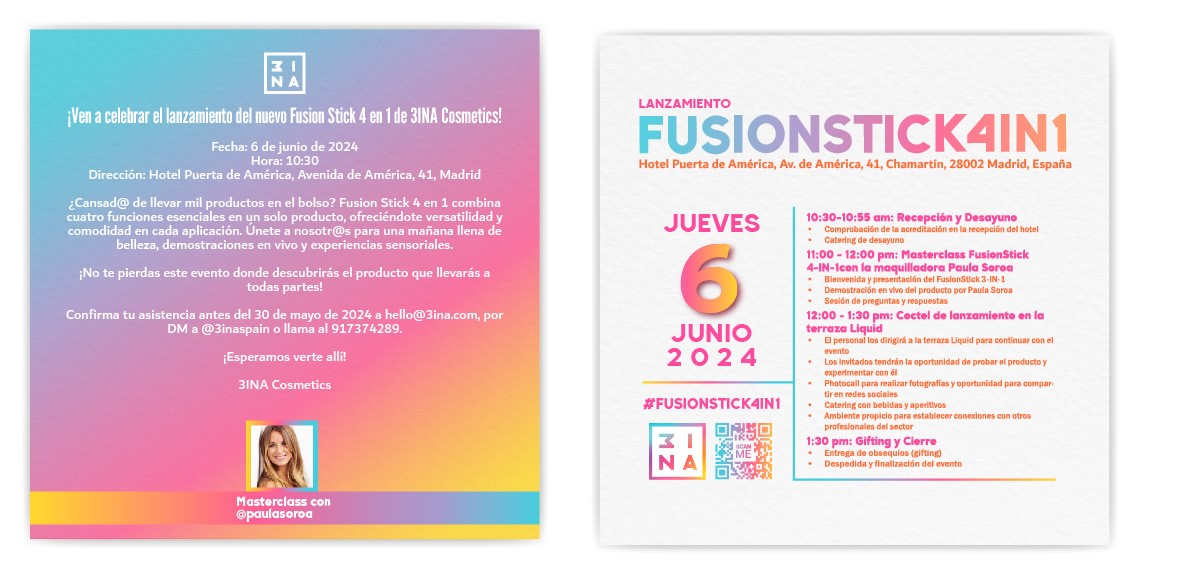 3INA
¡Ven a celebrar el lanzamiento del nuevo Fusion Stick 4 en 1 de 3INA Cosmetics!
Fecha: 6 de junio de 2024
Hora: 10:30
Dirección: Hotel Puerta de América, Avenida de América, 41, Madrid
¿Cansad@ de llevar mil productos en el bolso? Fusion Stick 4 en 1 combina
cuatro funciones esenciales en un solo producto, ofreciéndote versatilidad y
comodidad en cada aplicación. Únete a nosotr@s para una mañana llena de
belleza, demostraciones en vivo y experiencias sensoriales.
¡No te pierdas este evento donde descubrirás el producto que llevarás a
todas partes!
Confirma tu asistencia antes del 30 de mayo de 2024 a hello@3ina.com, por
DM a @3inaspain o llama al 917374289.
¡Esperamos verte allí!
3INA Cosmetics
Masterclass con
@paulasoroa
LANZAMIENTO
FUSIONSTICK4IN1
Hotel Puerta de América, Av. de América, 41, Chamartín, 28002 Madrid, España
JUEVES
6
JUNIO
2024
#FUSIONSTICK4IN1
3INA
SCAN
ME
10:30-10:55 am: Recepción y Desayuno
• Comprobación de la acreditación en la recepción del hotel
• Catering de desayuno
11:00 - 12:00 pm: Masterclass FusionStick
4-IN-1con la maquilladora Paula Soroa
• Bienvenida y presentación del FusionStick 3-IN-1
• Demostración en vivo del producto por Paula Soroa
• Sesión de preguntas y respuestas
12:00 - 1:30 pm: Coctel de lanzamiento en la
terraza Liquid
• El personal los dirigirá a la terraza Liquid para continuar con el
evento
• Los invitados tendrán la oportunidad de probar el producto y
experimentar con él
• Photocall para realizar fotografías y oportunidad para compar-
tir en redes sociales
• Catering con bebidas y aperitivos
• Ambiente propicio para establecer conexiones con otros
profesionales del sector
1:30 pm: Gifting y Cierre
• Entrega de obsequios (gifting)
• Despedida y finalización del evento